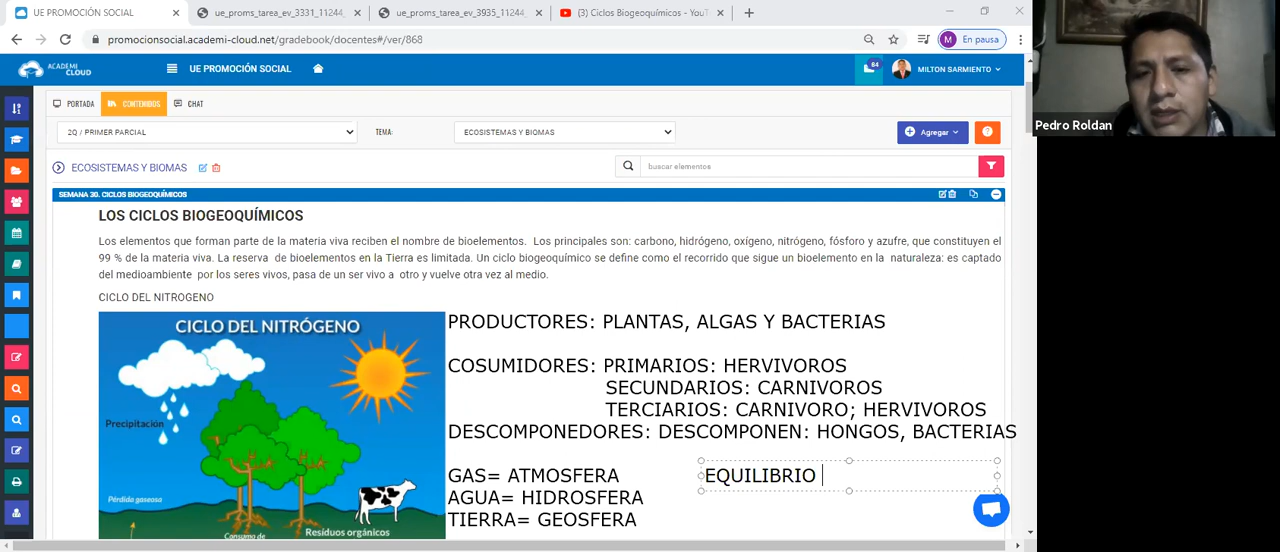 UE PROMOCIÓN SOCIAL
ue_proms_tarea_ev_3331_11244_
ue_proms_tarea_ev_3935_11244_
(3) Ciclos Biogeoquímicos - YouT
promocionsocial.academi-cloud.net/gradebook/docentes#/ver/868
M En pausa
ACADEMI CLOUD
UE PROMOCIÓN SOCIAL
84
MILTON SARMIENTO
Pedro Roldan
PORTADA
CONTENIDOS
CHAT
2Q / PRIMER PARCIAL
TEMA:
ECOSISTEMAS Y BIOMAS
Agregar
ECOSISTEMAS Y BIOMAS
buscar elementos
SEMANA 30. CICLOS BIOGEOQUÍMICOS
LOS CICLOS BIOGEOQUÍMICOS
Los elementos que forman parte de la materia viva reciben el nombre de bioelementos. Los principales son: carbono, hidrógeno, oxígeno, nitrógeno, fósforo y azufre, que constituyen el
99 % de la materia viva. La reserva de bioelementos en la Tierra es limitada. Un ciclo biogeoquímico se define como el recorrido que sigue un bioelemento en la naturaleza: es captado
del medioambiente por los seres vivos, pasa de un ser vivo a otro y vuelve otra vez al medio.
CICLO DEL NITROGENO
CICLO DEL NITRÓGENO
Precipitación
Pérdida gaseosa
Consumo de
Resíduos orgánicos
PRODUCTORES: PLANTAS, ALGAS Y BACTERIAS
COSUMIDORES: PRIMARIOS: HERVIVOROS
SECUNDARIOS: CARNIVOROS
TERCIARIOS: CARNIVORO; HERVIVOROS
DESCOMPONEDORES: DESCOMPONEN: HONGOS, BACTERIAS
GAS= ATMOSFERA
AGUA= HIDROSFERA
TIERRA= GEOSFERA
EQUILIBRIO